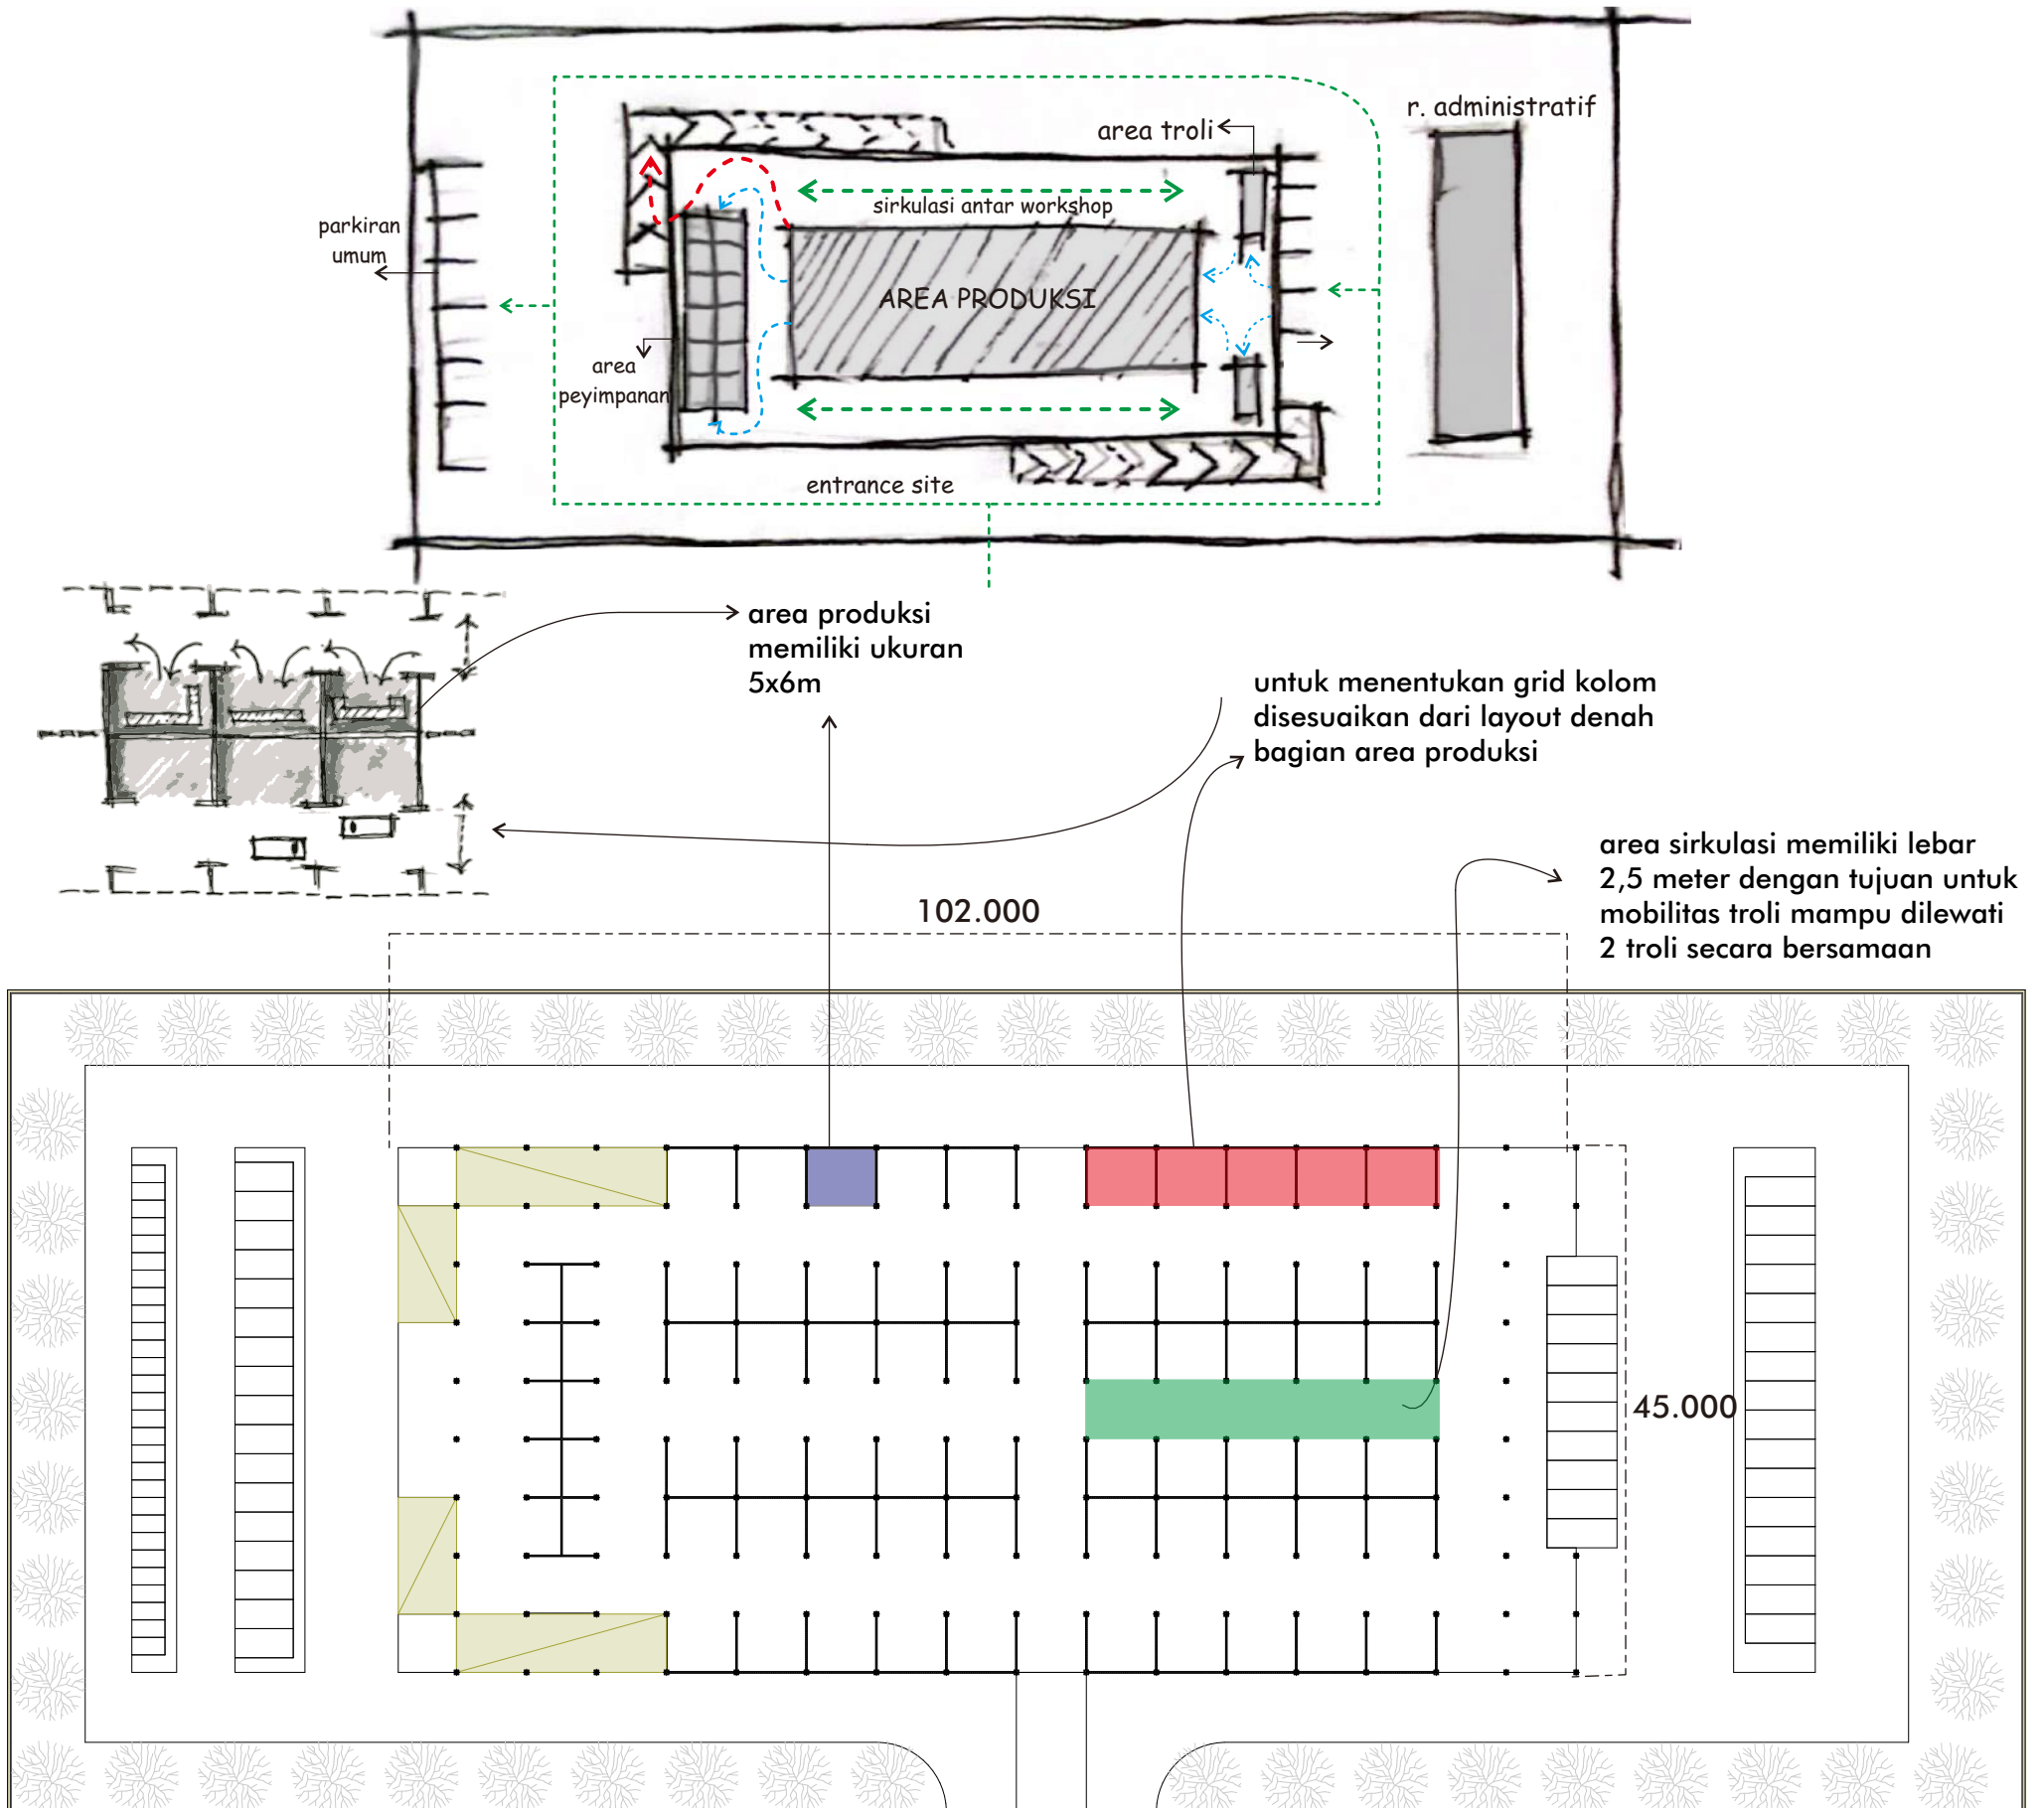 r. administratif
area troli
sirkulasi antar workshop
parkiran
umum
AREA PRODUKSI
area
peyimpanan
entrance site
area produksi
memiliki ukuran
5x6m
untuk menentukan grid kolom
disesuaikan dari layout denah
bagian area produksi
area sirkulasi memiliki lebar
2,5 meter dengan tujuan untuk
mobilitas troli mampu dilewati
2 troli secara bersamaan
102.000
45.000